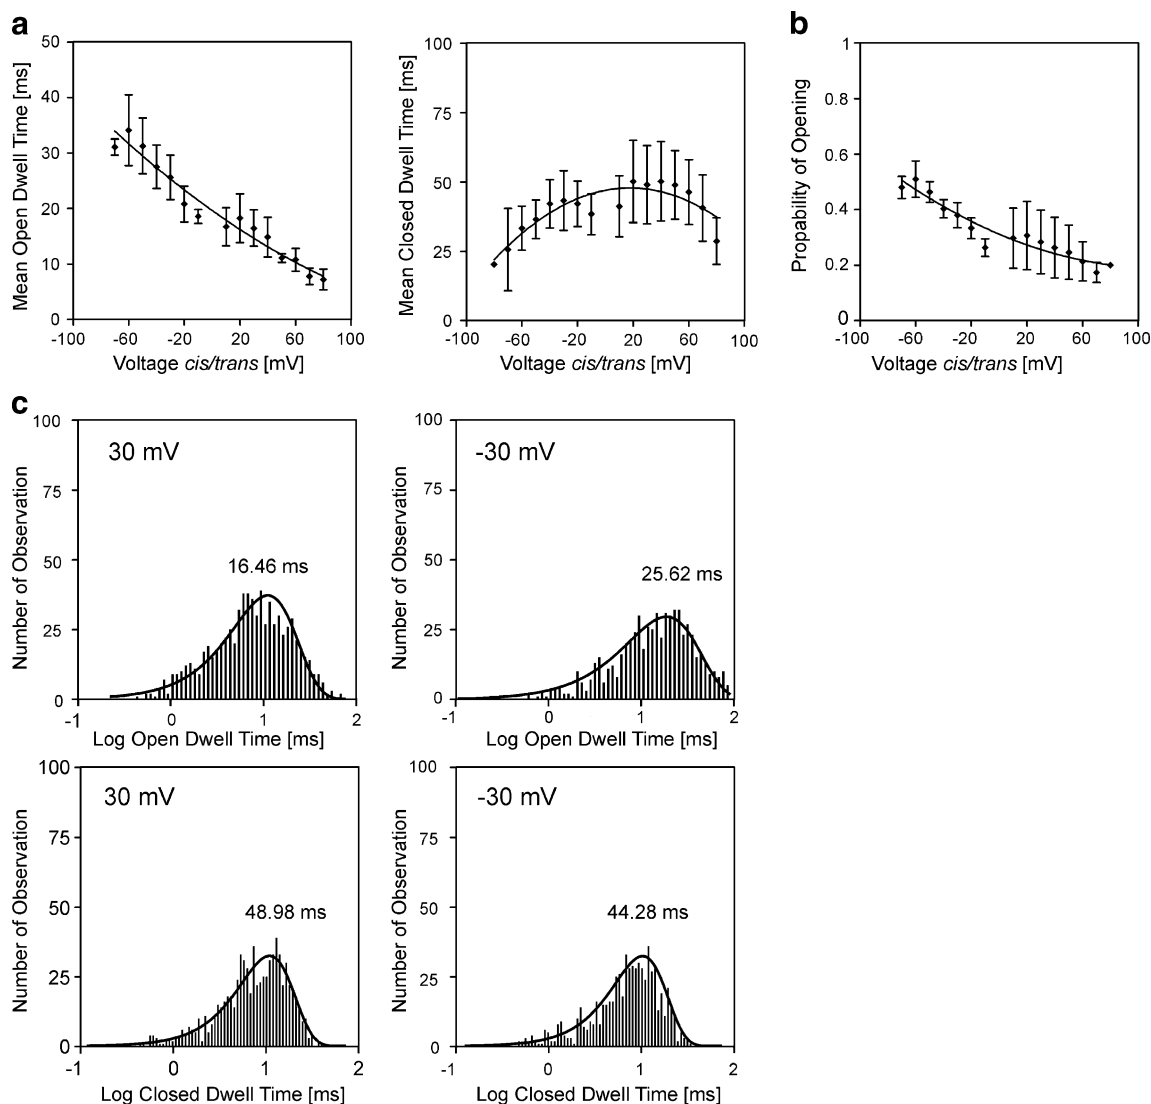 a
b
50
40
30
20
10
0
Mean Open Dwell Time [ms]
-100
-60
-20
20
60
100
Voltage cis/trans [mV]
100
75
50
25
0
Mean Closed Dwell Time [ms]
-100
-60
-20
20
60
100
Voltage cis/trans [mV]
1
0.8
0.6
0.4
0.2
0
Propability of Opening
-100
-60
-20
20
60
100
Voltage cis/trans [mV]
c
100
75
50
25
0
Number of Observation
30 mV
16.46 ms
-1
0
1
2
Log Open Dwell Time [ms]
100
75
50
25
0
Number of Observation
-30 mV
25.62 ms
-1
0
1
2
Log Open Dwell Time [ms]
100
75
50
25
0
Number of Observation
30 mV
48.98 ms
-1
0
1
2
Log Closed Dwell Time [ms]
100
75
50
25
0
Number of Observation
-30 mV
44.28 ms
-1
0
1
2
Log Closed Dwell Time [ms]